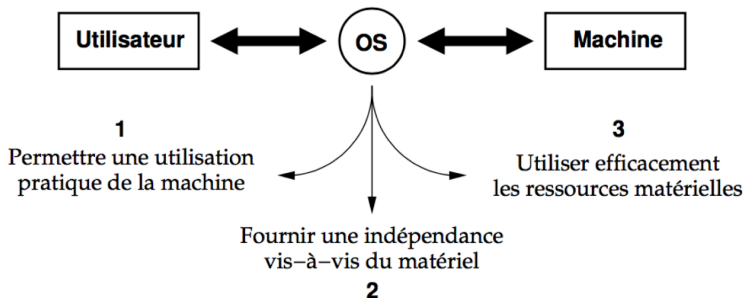 Utilisateur
OS
Machine
1
Permettre une utilisation
pratique de la machine
3
Utiliser efficacement
les ressources matérielles
Fournir une indépendance
vis–à–vis du matériel
2